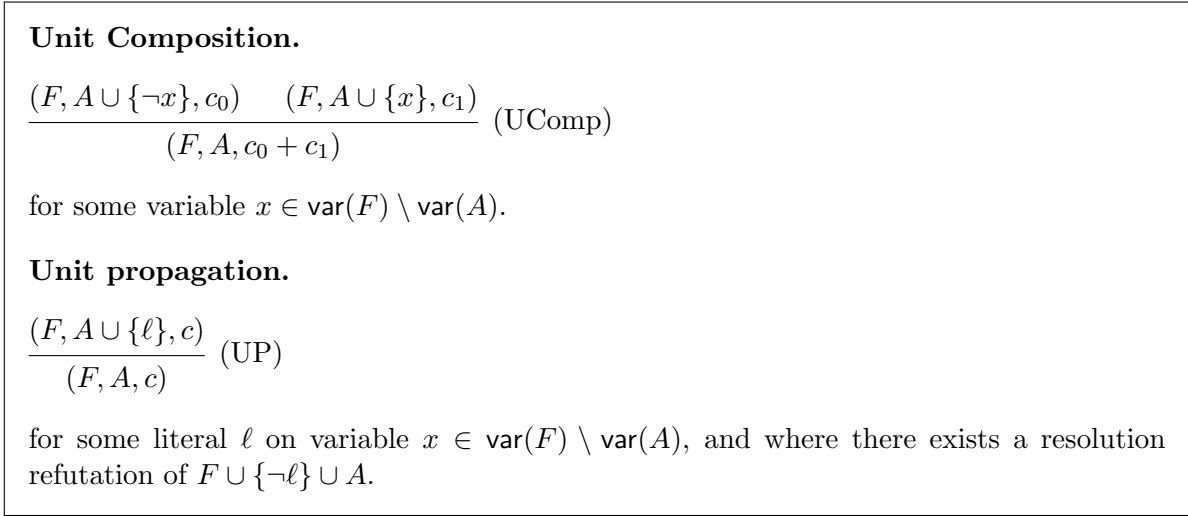 Unit Composition.
(F, A ∪ {¬x}, c₀)   (F, A ∪ {x}, c₁)
(UComp)
(F, A, c₀ + c₁)
for some variable x ∈ var(F) \ var(A).
Unit propagation.
(F, A ∪ {ℓ}, c)
(UP)
(F, A, c)
for some literal ℓ on variable x ∈ var(F) \ var(A), and where there exists a resolution
refutation of F ∪ {¬ℓ} ∪ A.